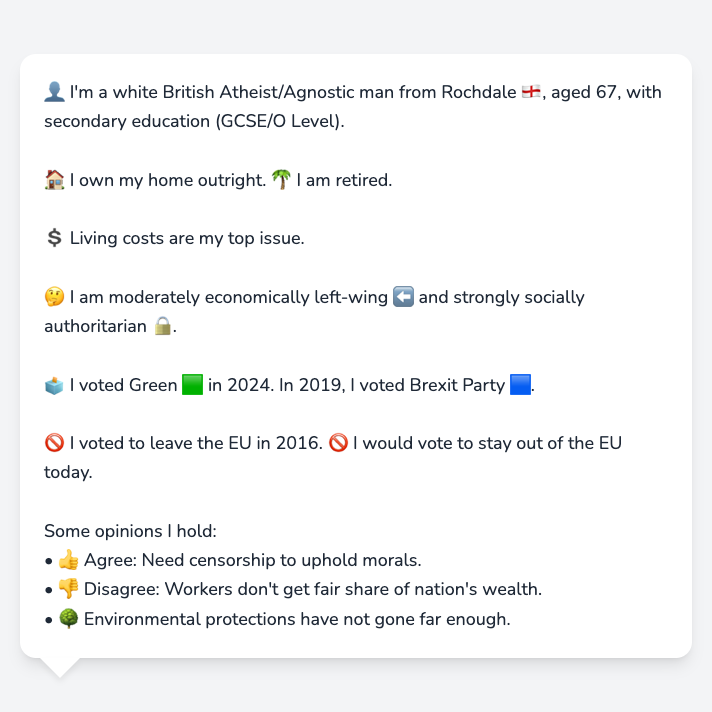 👤 I'm a white British Atheist/Agnostic man from Rochdale 🏴󠁧󠁢󠁥󠁮󠁧󠁿, aged 67, with
secondary education (GCSE/O Level).
🏠 I own my home outright. 🌴 I am retired.
💲 Living costs are my top issue.
🤔 I am moderately economically left-wing ⬅️ and strongly socially
authoritarian 🔒.
🗳️ I voted Green 🟩 in 2024. In 2019, I voted Brexit Party 🟦.
🚫 I voted to leave the EU in 2016. 🚫 I would vote to stay out of the EU
today.
Some opinions I hold:
• 👍 Agree: Need censorship to uphold morals.
• 👎 Disagree: Workers don't get fair share of nation's wealth.
• 🌳 Environmental protections have not gone far enough.